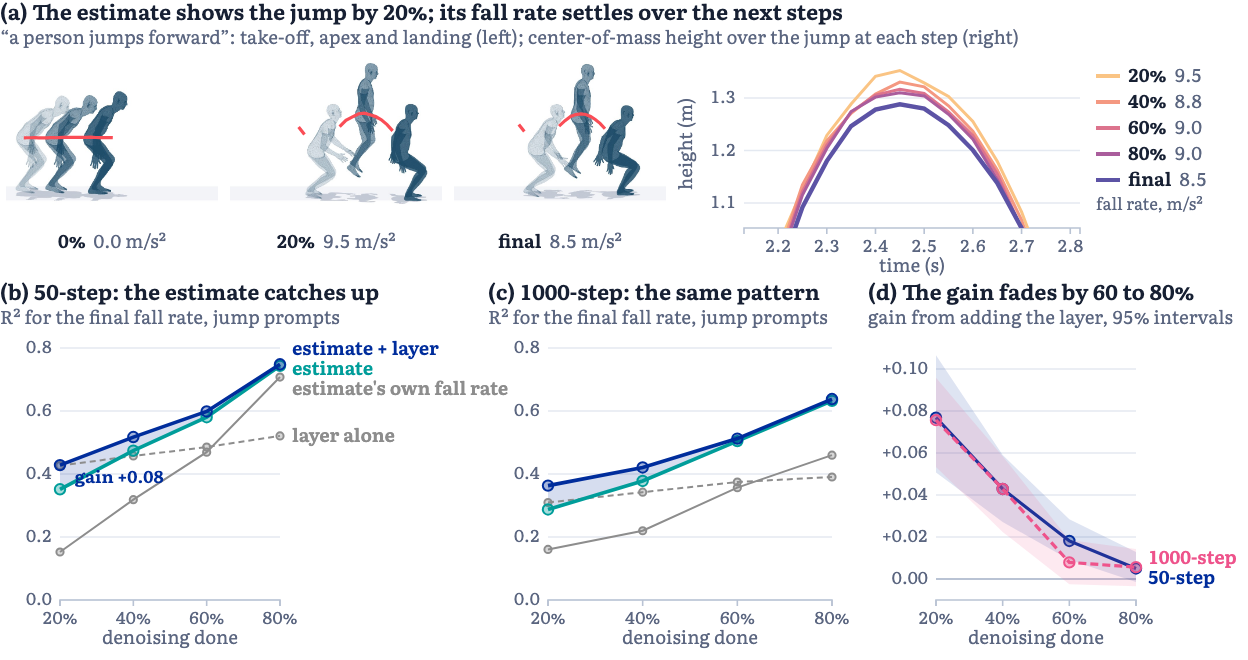 (a) The estimate shows the jump by 20%; its fall rate settles over the next steps
“a person jumps forward”: take-off, apex and landing (left); center-of-mass height over the jump at each step (right)
0% 0.0 m/s²
20% 9.5 m/s²
final 8.5 m/s²
height (m)
1.3
1.2
1.1
2.2 2.3 2.4 2.5 2.6 2.7 2.8
time (s)
20% 9.5
40% 8.8
60% 9.0
80% 9.0
final 8.5
fall rate, m/s²
(b) 50-step: the estimate catches up
R² for the final fall rate, jump prompts
0.8
0.6
0.4
0.2
0.0
estimate + layer
estimate
estimate's own fall rate
layer alone
gain +0.08
20% 40% 60% 80%
denoising done
(c) 1000-step: the same pattern
R² for the final fall rate, jump prompts
0.8
0.6
0.4
0.2
0.0
20% 40% 60% 80%
denoising done
(d) The gain fades by 60 to 80%
gain from adding the layer, 95% intervals
+0.10
+0.08
+0.06
+0.04
+0.02
0.00
1000-step
50-step
20% 40% 60% 80%
denoising done